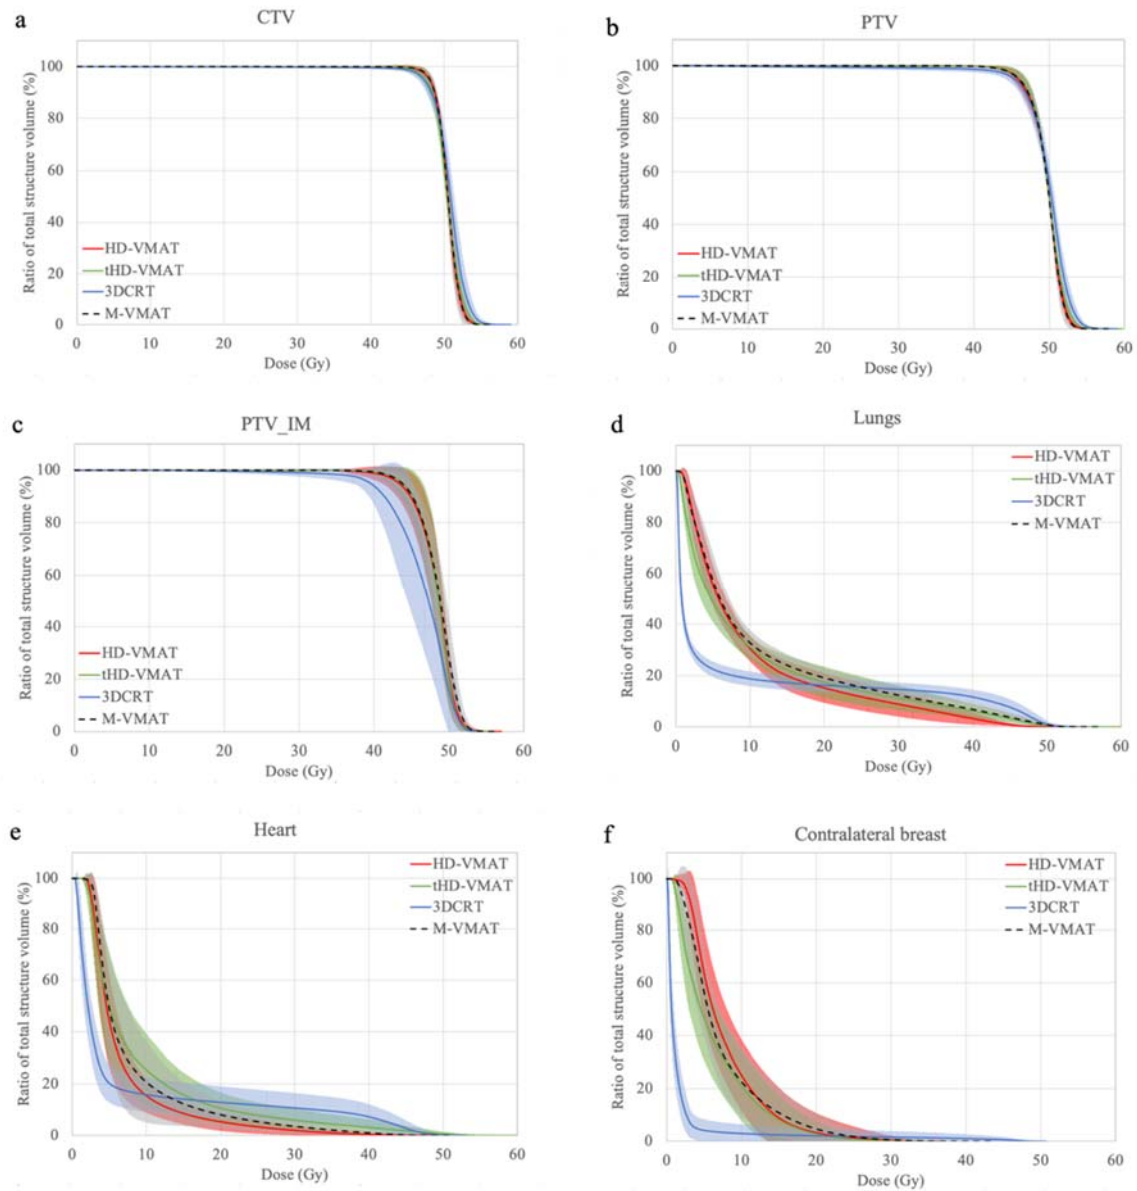 a
CTV
Ratio of total structure volume (%)
100
80
60
40
20
0
HD-VMAT
tHD-VMAT
3DCRT
M-VMAT
0 10 20 30 40 50 60
Dose (Gy)
b
PTV
Ratio of total structure volume (%)
100
80
60
40
20
0
HD-VMAT
tHD-VMAT
3DCRT
M-VMAT
0 10 20 30 40 50 60
Dose (Gy)
c
PTV_IM
Ratio of total structure volume (%)
100
80
60
40
20
0
HD-VMAT
tHD-VMAT
3DCRT
M-VMAT
0 10 20 30 40 50 60
Dose (Gy)
d
Lungs
Ratio of total structure volume (%)
100
80
60
40
20
0
HD-VMAT
tHD-VMAT
3DCRT
M-VMAT
0 10 20 30 40 50 60
Dose (Gy)
e
Heart
Ratio of total structure volume (%)
100
80
60
40
20
0
HD-VMAT
tHD-VMAT
3DCRT
M-VMAT
0 10 20 30 40 50 60
Dose (Gy)
f
Contralateral breast
Ratio of total structure volume (%)
100
80
60
40
20
0
HD-VMAT
tHD-VMAT
3DCRT
M-VMAT
0 10 20 30 40 50 60
Dose (Gy)